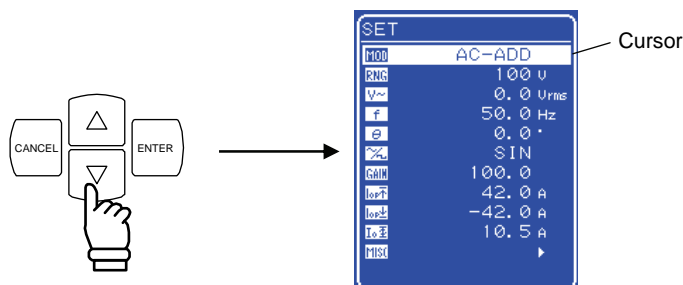 SET
MOD AC-ADD
RNG 100 V
V~ 0.0 Vrms
f 50.0 Hz
θ 0.0 °
SIN
GAIN 100.0
42.0 A
-42.0 A
10.5 A
MISC ▶
Cursor
CANCEL
ENTER